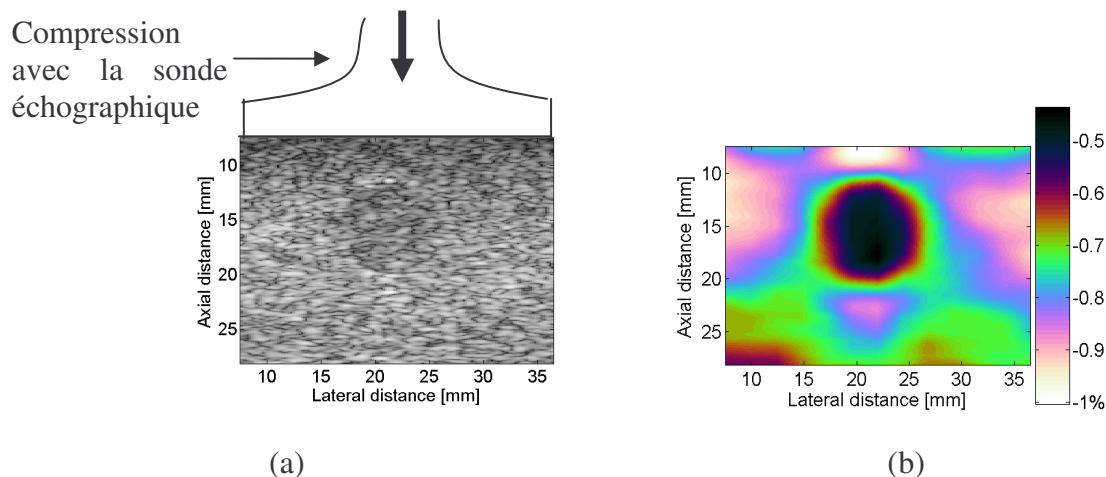 Compression
avec la sonde
échographique
10
15
20
25
Axial distance [mm]
10 15 20 25 30 35
Lateral distance [mm]
(a)
10
15
20
25
Axial distance [mm]
10 15 20 25 30 35
Lateral distance [mm]
-0.5
-0.6
-0.7
-0.8
-0.9
-1%
(b)